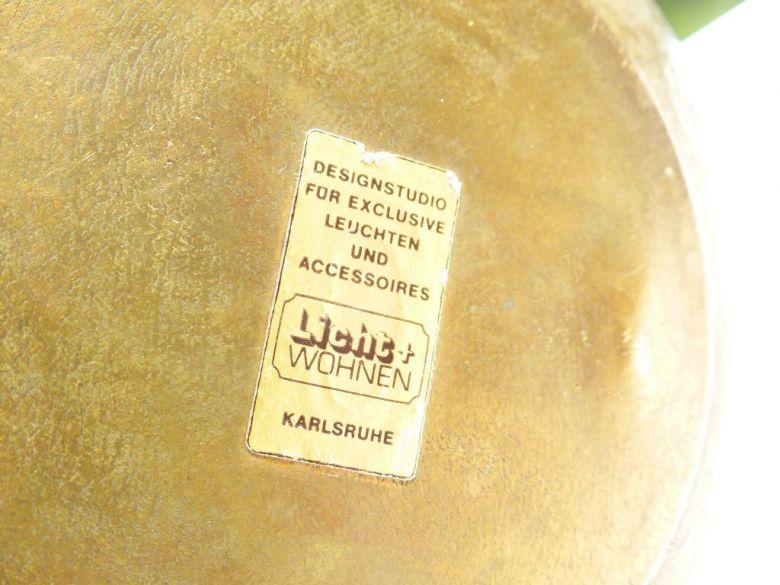 DESIGNSTUDIO
FÜR EXCLUSIVE
LEUCHTEN
UND
ACCESSOIRES
Licht+
WOHNEN
KARLSRUHE